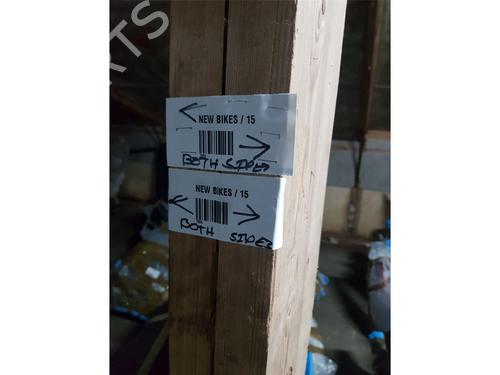 NEW BIKES / 15
BOTH SIDES
NEW BIKES / 15
BOTH SIDES